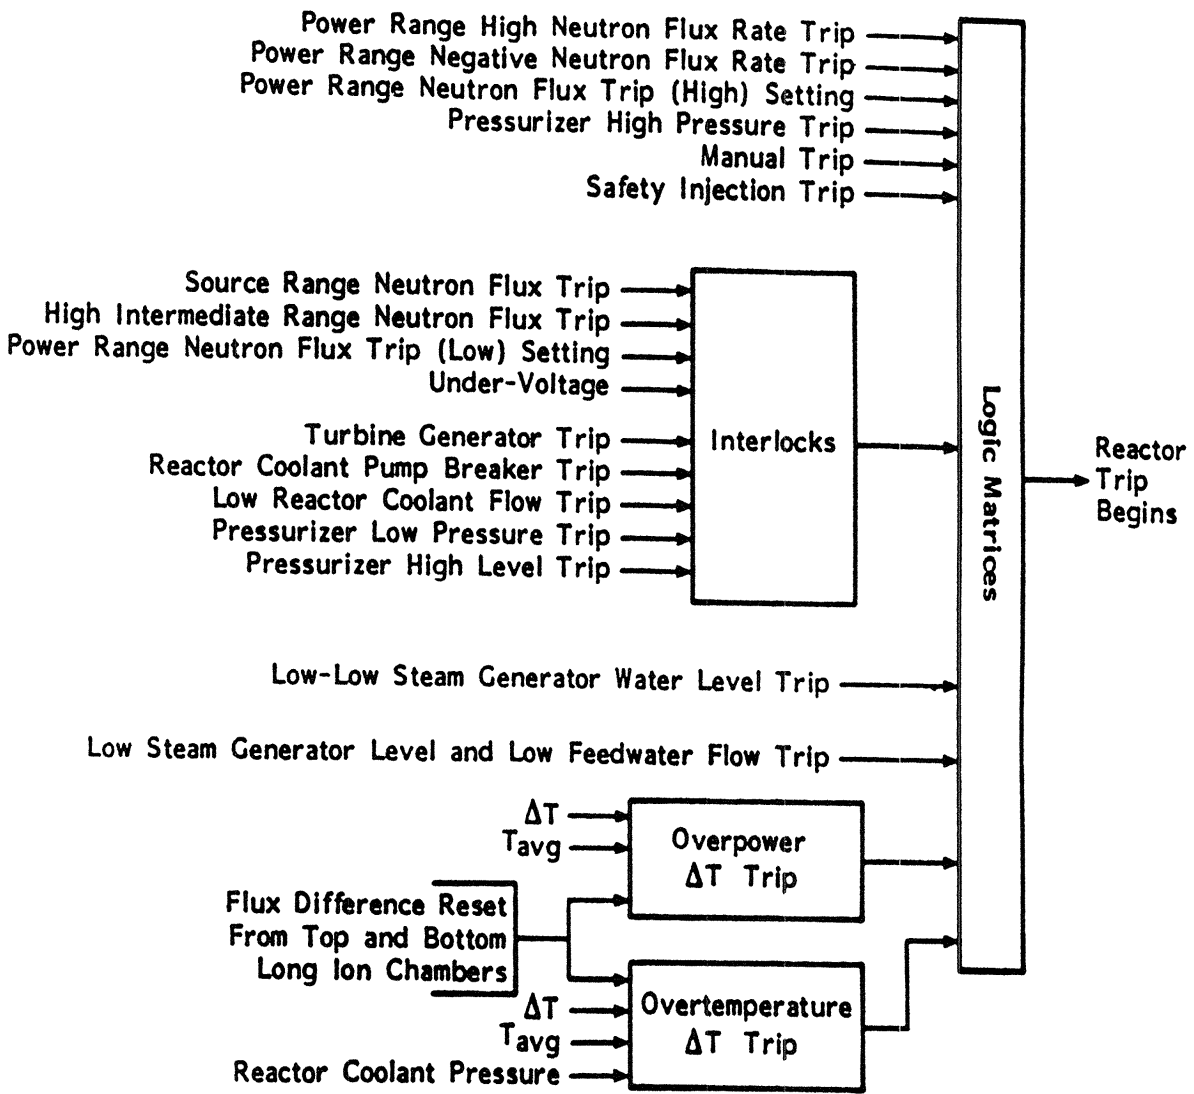 Power Range High Neutron Flux Rate Trip
Power Range Negative Neutron Flux Rate Trip
Power Range Neutron Flux Trip (High) Setting
Pressurizer High Pressure Trip
Manual Trip
Safety Injection Trip
Source Range Neutron Flux Trip
High Intermediate Range Neutron Flux Trip
Power Range Neutron Flux Trip (Low) Setting
Under-Voltage
Turbine Generator Trip
Reactor Coolant Pump Breaker Trip
Low Reactor Coolant Flow Trip
Pressurizer Low Pressure Trip
Pressurizer High Level Trip
Interlocks
Logic Matrices
Reactor
Trip
Begins
Low-Low Steam Generator Water Level Trip
Low Steam Generator Level and Low Feedwater Flow Trip
ΔT
Tavg
Overpower
ΔT Trip
Flux Difference Reset
From Top and Bottom
Long Ion Chambers
ΔT
Tavg
Reactor Coolant Pressure
Overtemperature
ΔT Trip